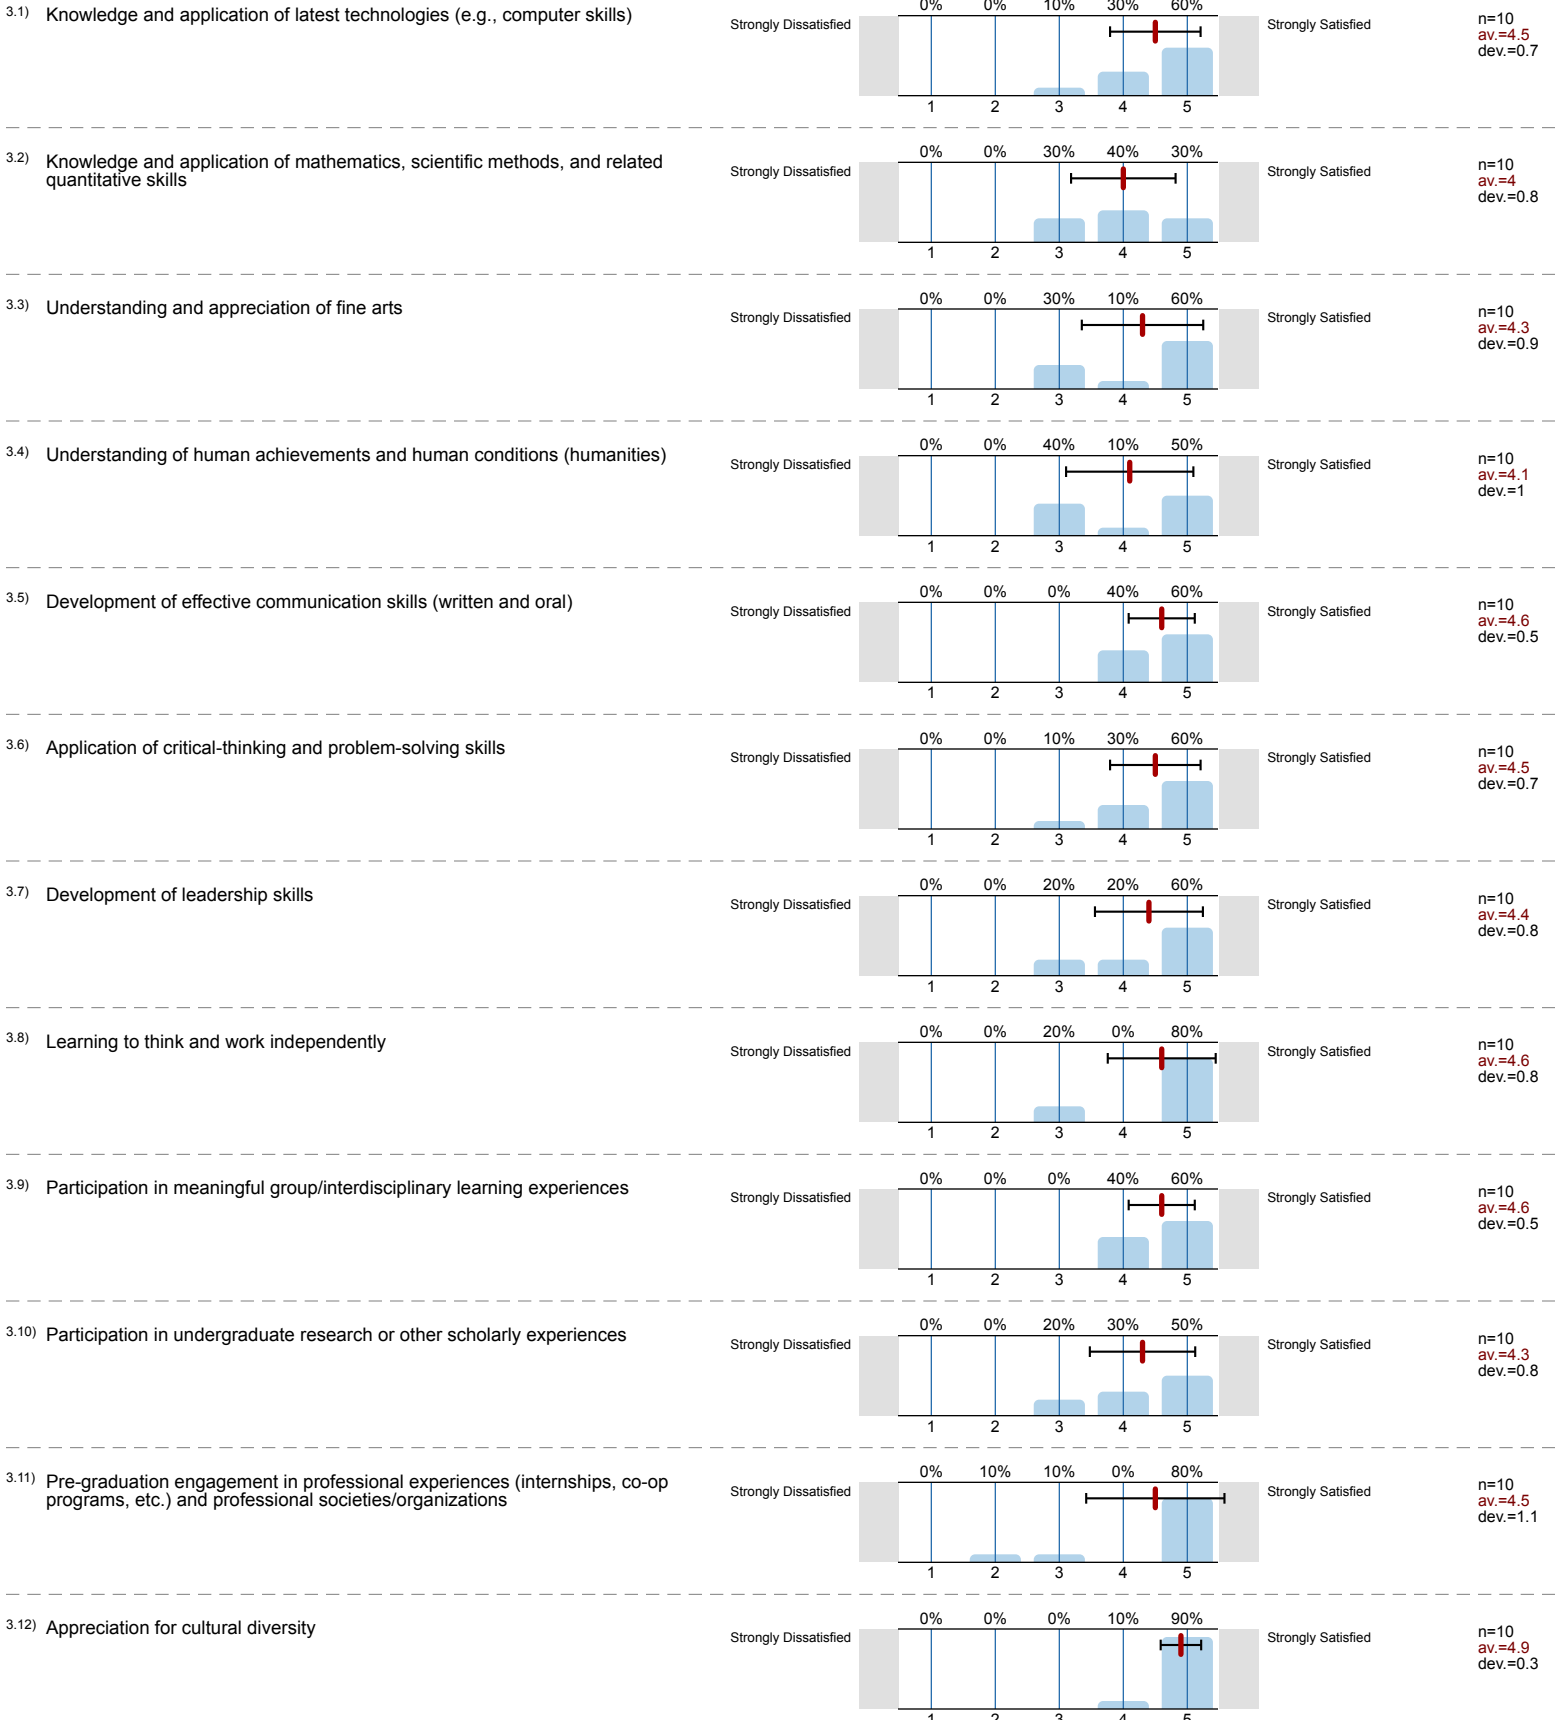 3.1) Knowledge and application of latest technologies (e.g., computer skills)
0% 0% 10% 30% 60%
Strongly Dissatisfied Strongly Satisfied
n=10
av.=4.5
dev.=0.7
1 2 3 4 5
3.2) Knowledge and application of mathematics, scientific methods, and related
quantitative skills
0% 0% 30% 40% 30%
Strongly Dissatisfied Strongly Satisfied
n=10
av.=4
dev.=0.8
1 2 3 4 5
3.3) Understanding and appreciation of fine arts
0% 0% 30% 10% 60%
Strongly Dissatisfied Strongly Satisfied
n=10
av.=4.3
dev.=0.9
1 2 3 4 5
3.4) Understanding of human achievements and human conditions (humanities)
0% 0% 40% 10% 50%
Strongly Dissatisfied Strongly Satisfied
n=10
av.=4.1
dev.=1
1 2 3 4 5
3.5) Development of effective communication skills (written and oral)
0% 0% 0% 40% 60%
Strongly Dissatisfied Strongly Satisfied
n=10
av.=4.6
dev.=0.5
1 2 3 4 5
3.6) Application of critical-thinking and problem-solving skills
0% 0% 10% 30% 60%
Strongly Dissatisfied Strongly Satisfied
n=10
av.=4.5
dev.=0.7
1 2 3 4 5
3.7) Development of leadership skills
0% 0% 20% 20% 60%
Strongly Dissatisfied Strongly Satisfied
n=10
av.=4.4
dev.=0.8
1 2 3 4 5
3.8) Learning to think and work independently
0% 0% 20% 0% 80%
Strongly Dissatisfied Strongly Satisfied
n=10
av.=4.6
dev.=0.8
1 2 3 4 5
3.9) Participation in meaningful group/interdisciplinary learning experiences
0% 0% 0% 40% 60%
Strongly Dissatisfied Strongly Satisfied
n=10
av.=4.6
dev.=0.5
1 2 3 4 5
3.10) Participation in undergraduate research or other scholarly experiences
0% 0% 20% 30% 50%
Strongly Dissatisfied Strongly Satisfied
n=10
av.=4.3
dev.=0.8
1 2 3 4 5
3.11) Pre-graduation engagement in professional experiences (internships, co-op
programs, etc.) and professional societies/organizations
0% 10% 10% 0% 80%
Strongly Dissatisfied Strongly Satisfied
n=10
av.=4.5
dev.=1.1
1 2 3 4 5
3.12) Appreciation for cultural diversity
0% 0% 0% 10% 90%
Strongly Dissatisfied Strongly Satisfied
n=10
av.=4.9
dev.=0.3
1 2 3 4 5